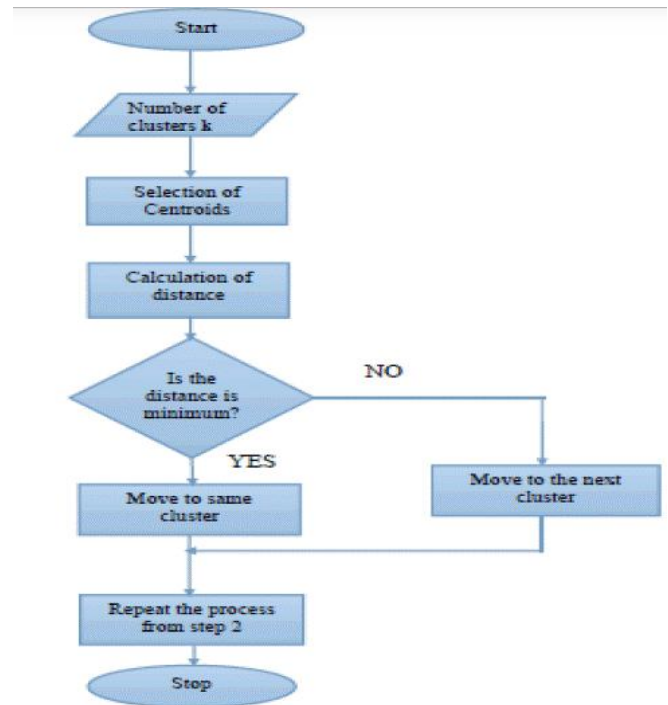 Start
Number of
clusters k
Selection of
Centroids
Calculation of
distance
Is the
distance is
minimum?
NO
YES
Move to same
cluster
Move to the next
cluster
Repeat the process
from step 2
Stop